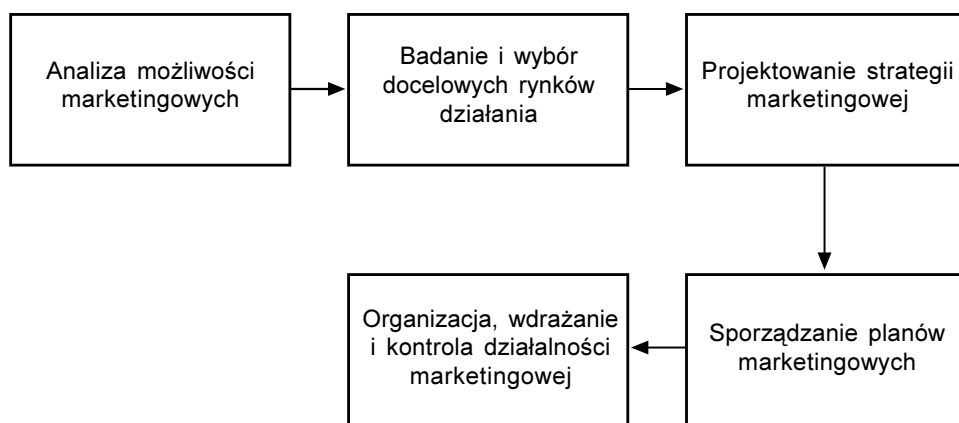 Analiza możliwości
marketingowych
Badanie i wybór
docelowych rynków
działania
Projektowanie strategii
marketingowej
Sporządzanie planów
marketingowych
Organizacja, wdrażanie
i kontrola działalności
marketingowej